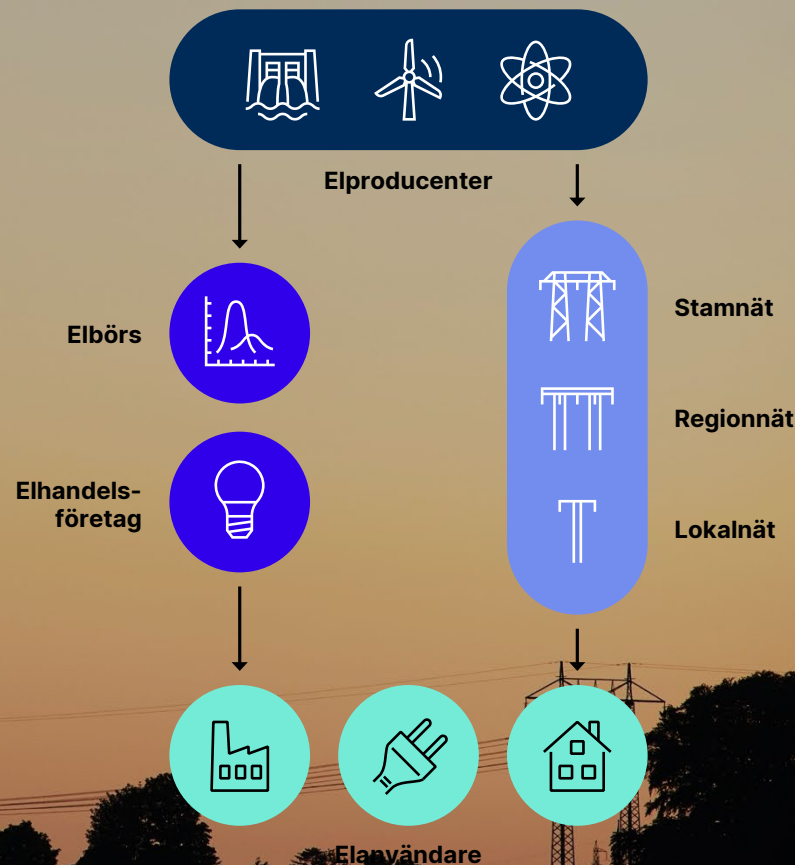 Elproducenter
Elbörs
Elhandels-
företag
Stamnät
Regionnät
Lokalnät
Elanvändare